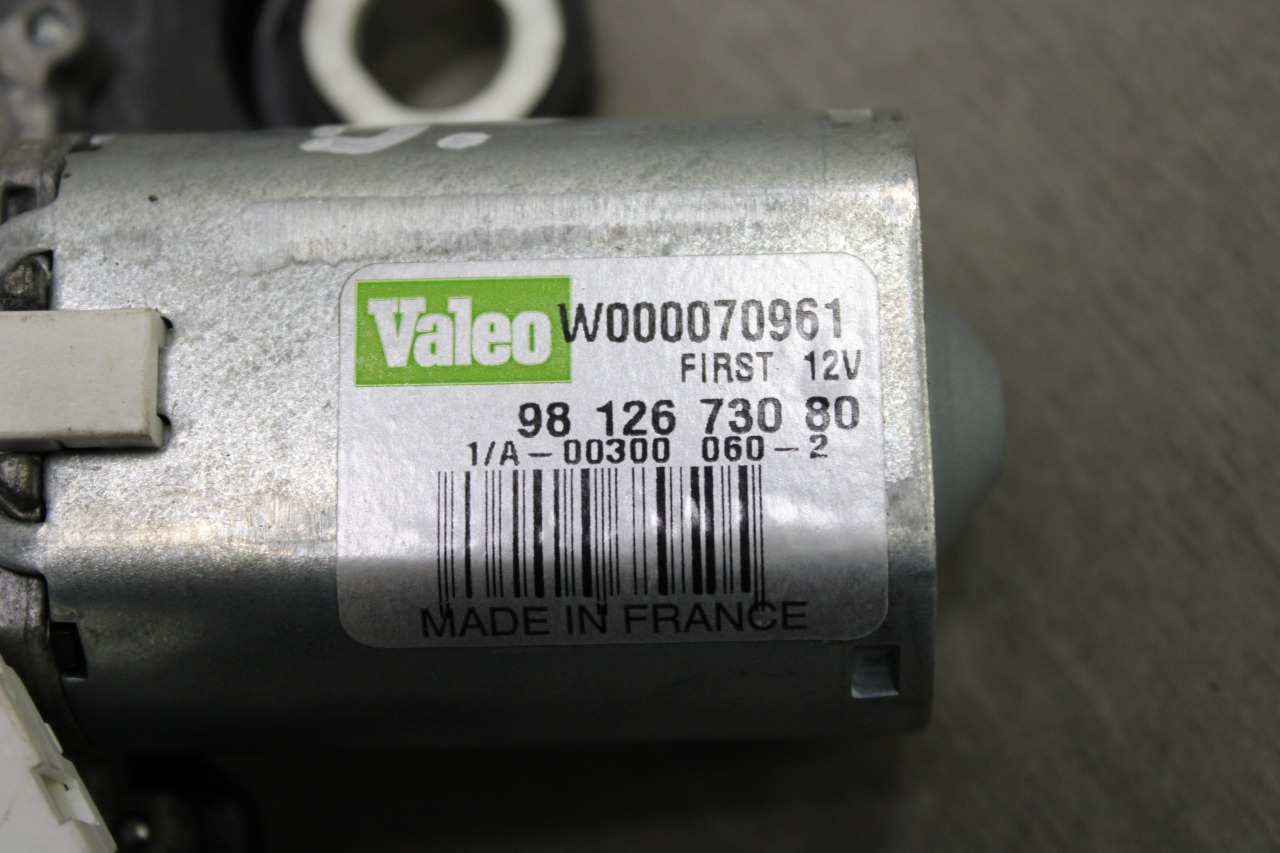 Valeo W000070961
FIRST 12V
98 126 730 80
1/A-00300 060-2
MADE IN FRANCE